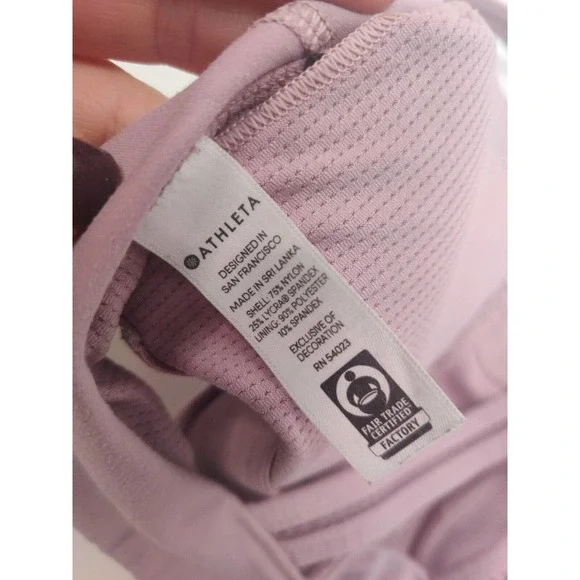 ATHLETA
DESIGNED IN
SAN FRANCISCO
MADE IN SRI LANKA
SHELL: 75% NYLON
25% LYCRA® SPANDEX
LINING: 90% POLYESTER
10% SPANDEX
EXCLUSIVE OF
DECORATION
RN 54023
FAIR TRADE
CERTIFIED
FACTORY